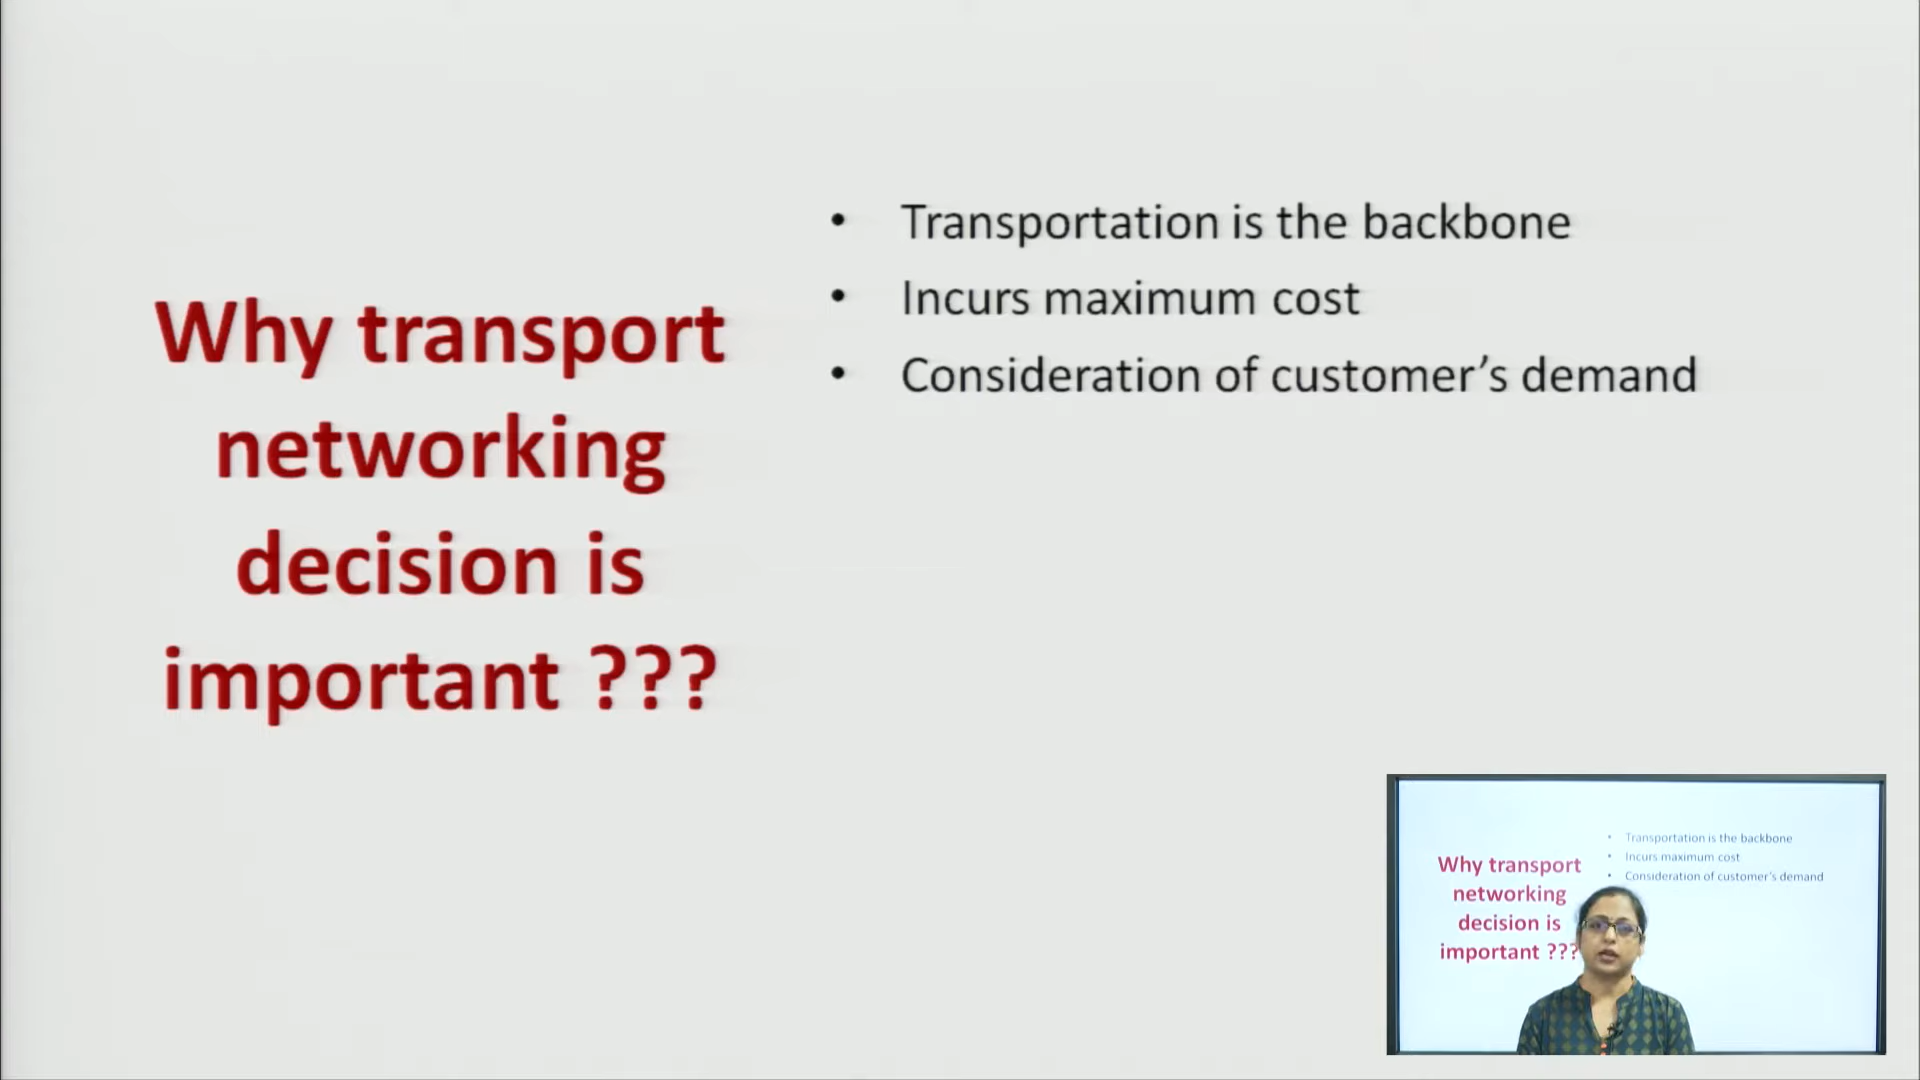 Why transport
networking
decision is
important ???
• Transportation is the backbone
• Incurs maximum cost
• Consideration of customer’s demand
Why transport
networking
decision is
important ???
• Transportation is the backbone
• Incurs maximum cost
• Consideration of customer’s demand